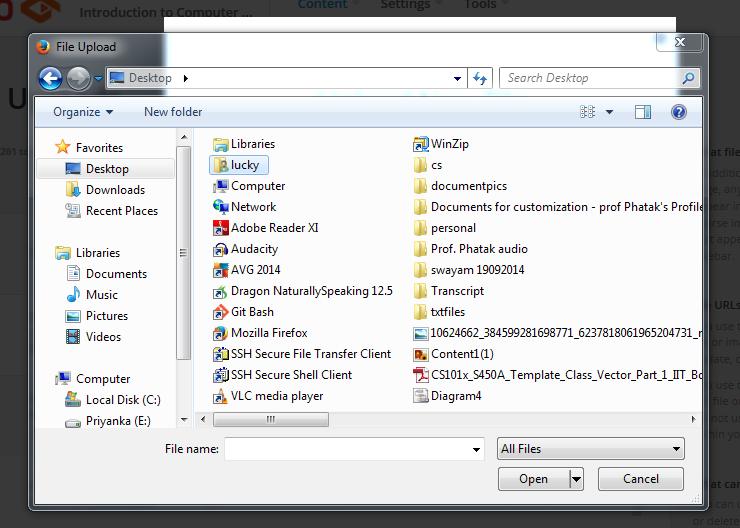 Introduction to Computer ...
Content
Settings
Tools
File Upload
Desktop
Search Desktop
Organize
New folder
Favorites
Desktop
Downloads
Recent Places
Libraries
Documents
Music
Pictures
Videos
Computer
Local Disk (C:)
Priyanka (E:)
Libraries
lucky
Computer
Network
Adobe Reader XI
Audacity
AVG 2014
Dragon NaturallySpeaking 12.5
Git Bash
Mozilla Firefox
SSH Secure File Transfer Client
SSH Secure Shell Client
VLC media player
WinZip
cs
documentpics
Documents for customization - prof Phatak's Profile
personal
Prof. Phatak audio
swayam 19092014
Transcript
txtfiles
10624662_384599281698771_6237818061965204731_n
Content1(1)
CS101x_S450A_Template_Class_Vector_Part_1_IIT_Bo
Diagram4
File name:
All Files
Open
Cancel